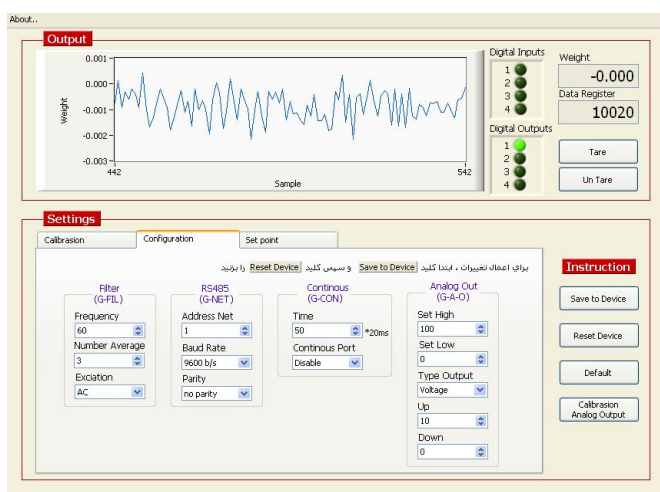 About..
Output
0.001
0.000
-0.001
-0.002
-0.003
Weight
442
542
Sample
Digital Inputs
1
2
3
4
Digital Outputs
1
2
3
4
Weight
-0.000
Data Register
10020
Tare
Un Tare
Settings
Calibrasion
Configuration
Set point
برای اعمال تغییرات ، ابتدا کلید Save to Device و سپس کلید Reset Device را بزنید
Filter
(G-FIL)
Frequency
60
Number Average
3
Exciation
AC
RS485
(G-NET)
Address Net
1
Baud Rate
9600 b/s
Parity
no parity
Continous
(G-CON)
Time
50 *20ms
Continous Port
Disable
Analog Out
(G-A-O)
Set High
100
Set Low
0
Type Output
Voltage
Up
10
Down
0
Instruction
Save to Device
Reset Device
Default
Calibrasion
Analog Output